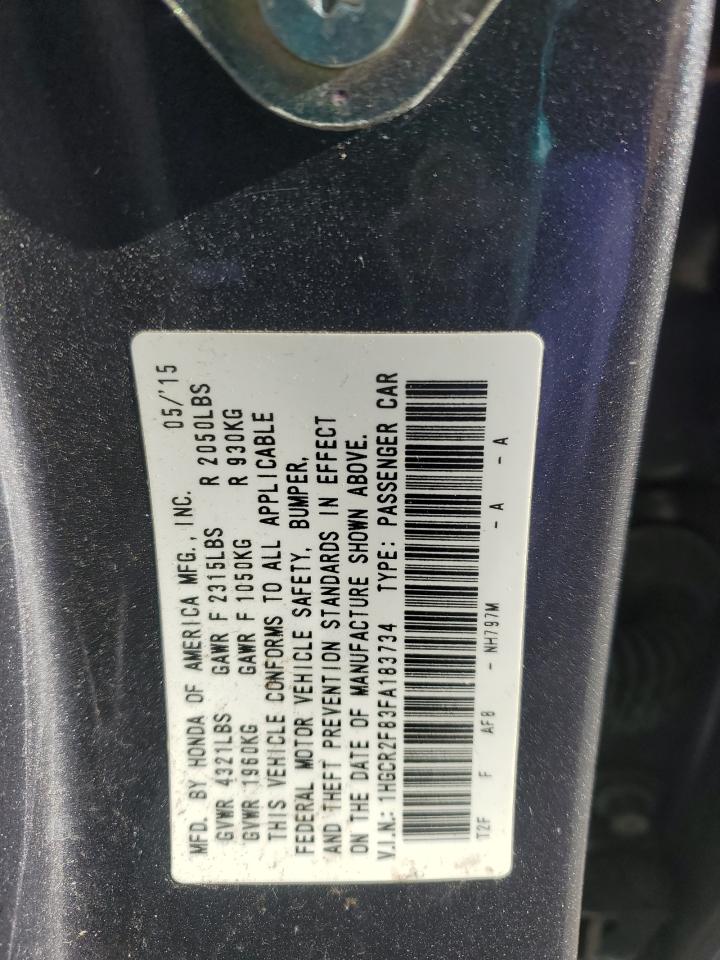 MFD. BY HONDA OF AMERICA MFG., INC. 05/'15
GVWR 4321LBS GAWR F 2315LBS R 2050LBS
GVWR 1960KG GAWR F 1050KG R 930KG
THIS VEHICLE CONFORMS TO ALL APPLICABLE
FEDERAL MOTOR VEHICLE SAFETY, BUMPER,
AND THEFT PREVENTION STANDARDS IN EFFECT
ON THE DATE OF MANUFACTURE SHOWN ABOVE.
V.I.N.: 1HGCR2F83FA183734 TYPE: PASSENGER CAR
T2F F AF8 - NH797M - A - A